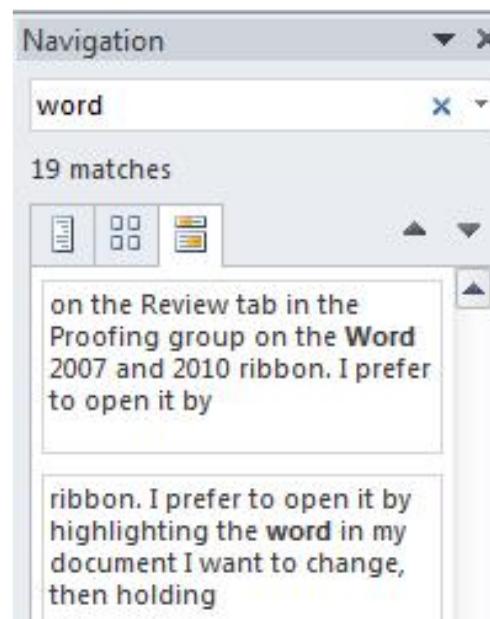 Navigation
word
19 matches
on the Review tab in the
Proofing group on the Word
2007 and 2010 ribbon. I prefer
to open it by
ribbon. I prefer to open it by
highlighting the word in my
document I want to change,
then holding